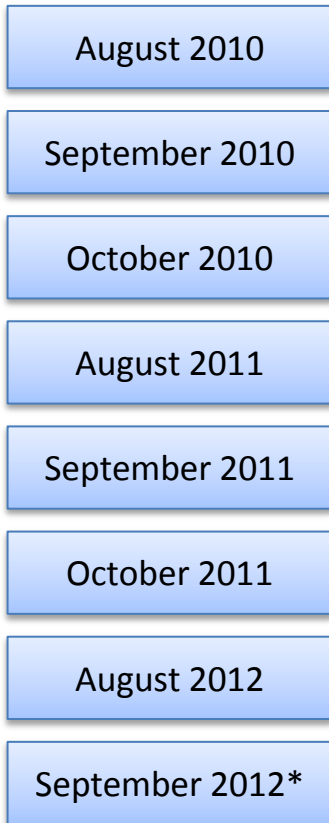 August 2010
September 2010
October 2010
August 2011
September 2011
October 2011
August 2012
September 2012*